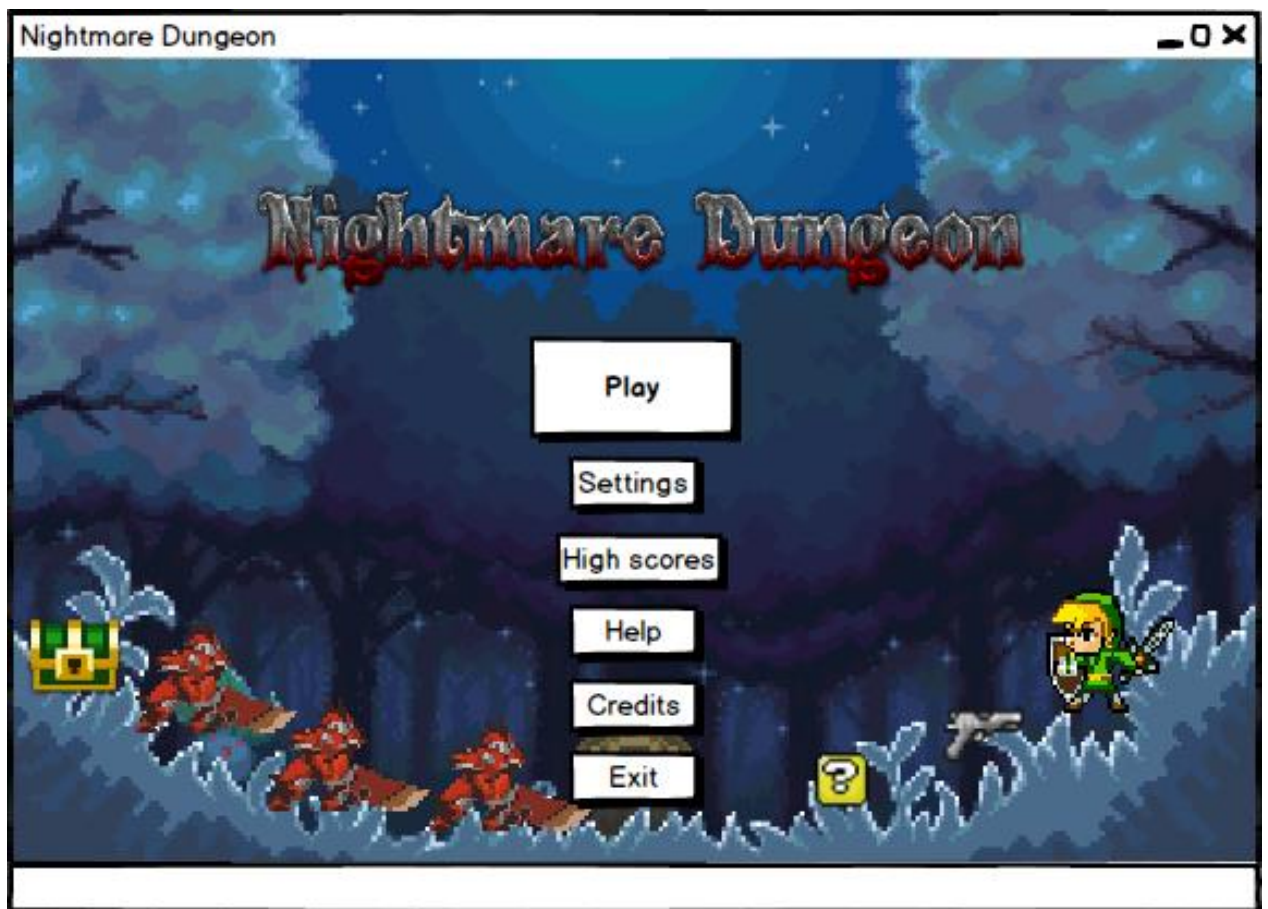 Nightmare Dungeon
Nightmare Dungeon
Play
Settings
High scores
Help
Credits
Exit
?